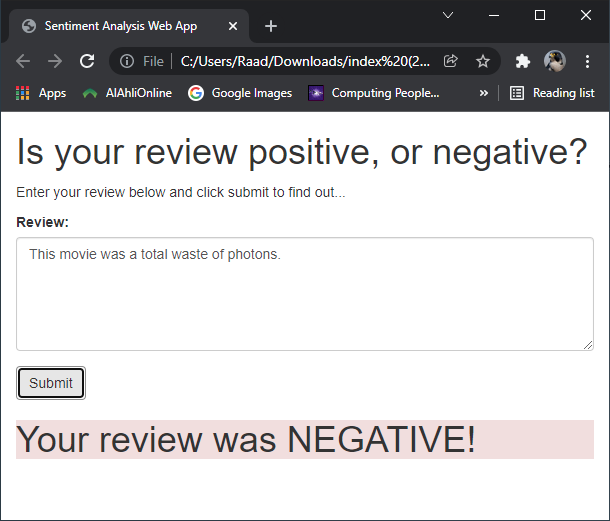 Sentiment Analysis Web App
File C:/Users/Raad/Downloads/index%20(2...
Apps AlAhliOnline Google Images Computing People... » Reading list
Is your review positive, or negative?
Enter your review below and click submit to find out...
Review:
This movie was a total waste of photons.
Submit
Your review was NEGATIVE!